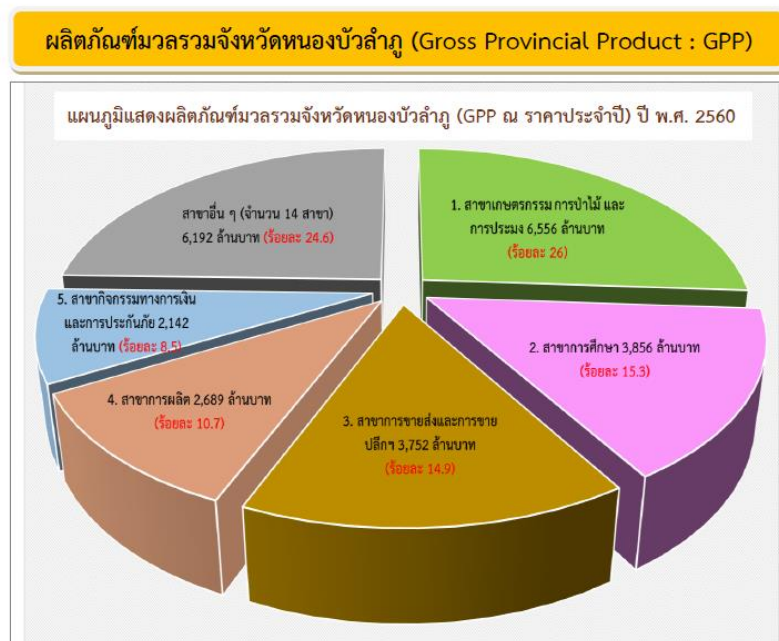 ผลิตภัณฑ์มวลรวมจังหวัดหนองบัวลำภู (Gross Provincial Product : GPP)
แผนภูมิแสดงผลิตภัณฑ์มวลรวมจังหวัดหนองบัวลำภู (GPP ณ ราคาประจำปี) ปี พ.ศ. 2560
1. สาขาเกษตรกรรม การป่าไม้ และ
การประมง 6,556 ล้านบาท
(ร้อยละ 26)
2. สาขาการศึกษา 3,856 ล้านบาท
(ร้อยละ 15.3)
3. สาขาการขายส่งและการขาย
ปลีกฯ 3,752 ล้านบาท
(ร้อยละ 14.9)
4. สาขาการผลิต 2,689 ล้านบาท
(ร้อยละ 10.7)
5. สาขากิจกรรมทางการเงิน
และการประกันภัย 2,142
ล้านบาท (ร้อยละ 8.5)
สาขาอื่น ๆ (จำนวน 14 สาขา)
6,192 ล้านบาท (ร้อยละ 24.6)